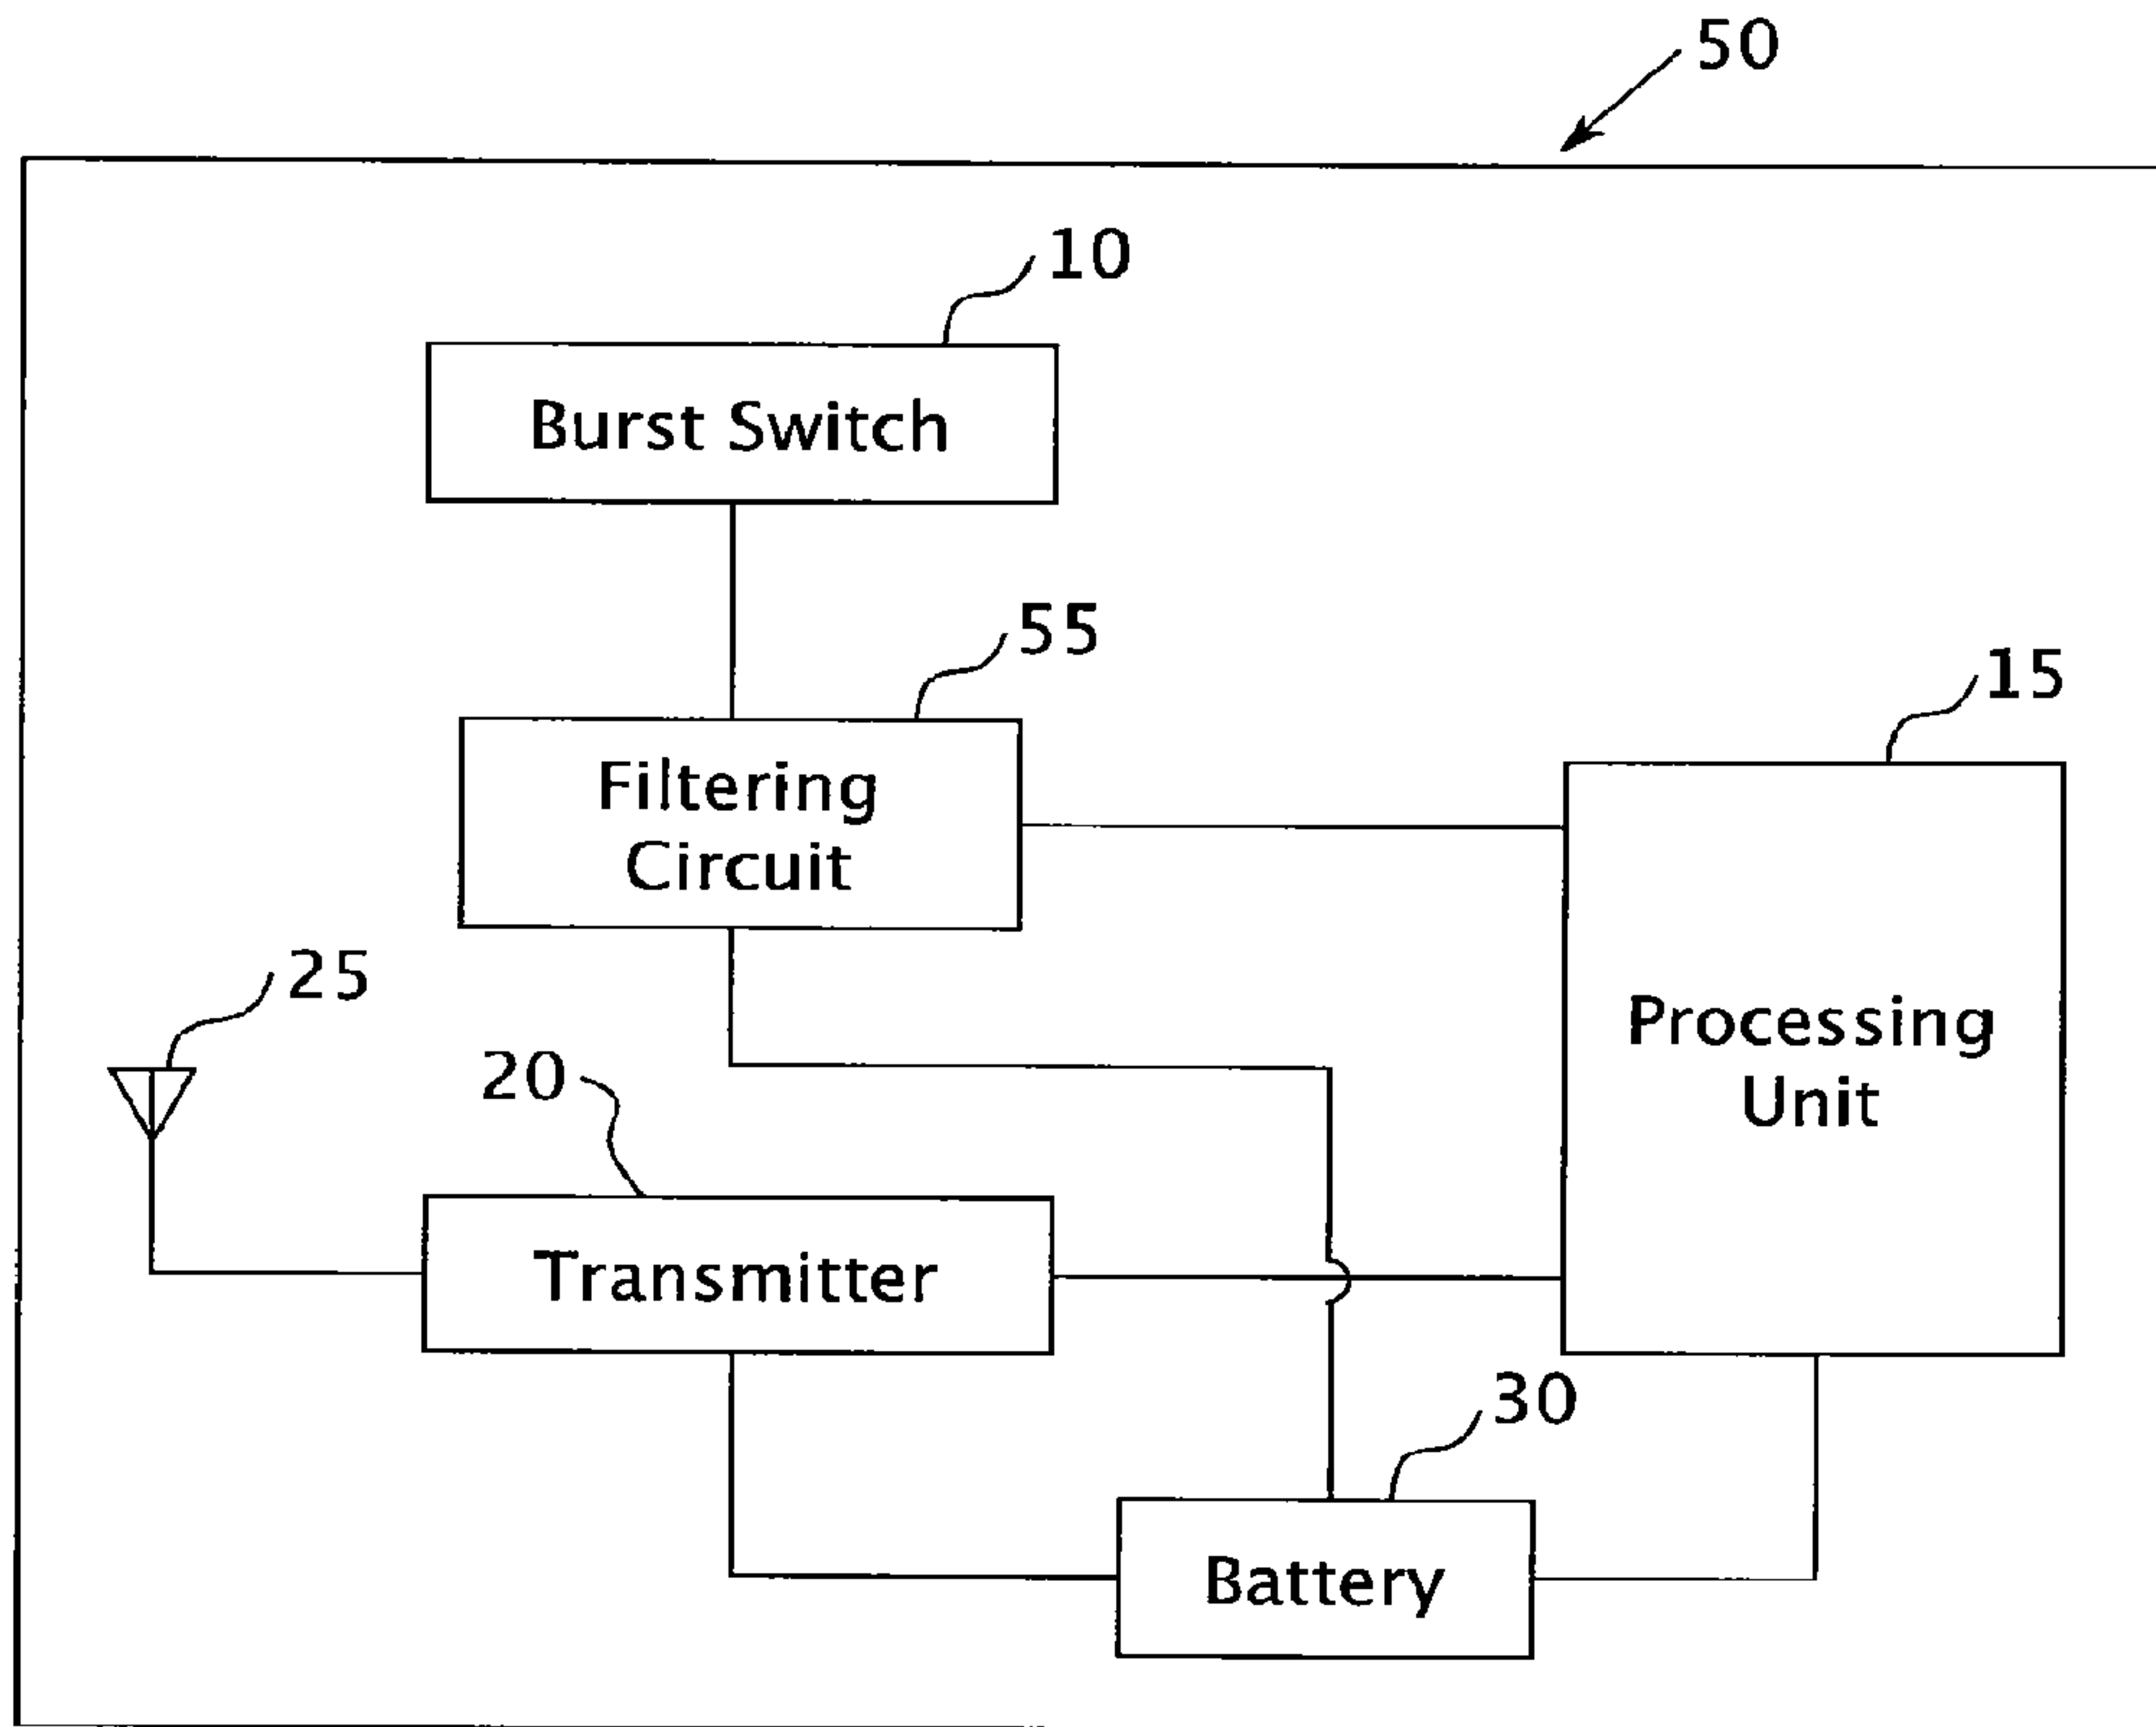 50
10
Burst Switch
55
Filtering
Circuit
15
Processing
Unit
25
20
Transmitter
30
Battery